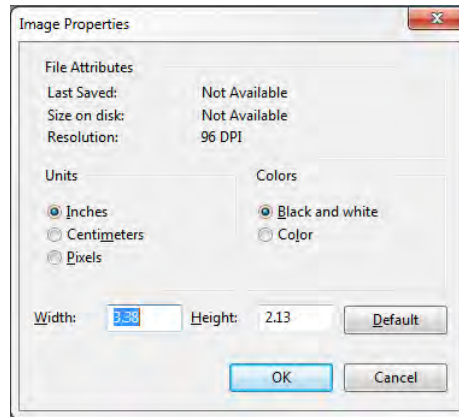 Image Properties
File Attributes
Last Saved: Not Available
Size on disk: Not Available
Resolution: 96 DPI
Units Colors
Inches Black and white
Centimeters Color
Pixels
Width: 3.38 Height: 2.13 Default
OK Cancel